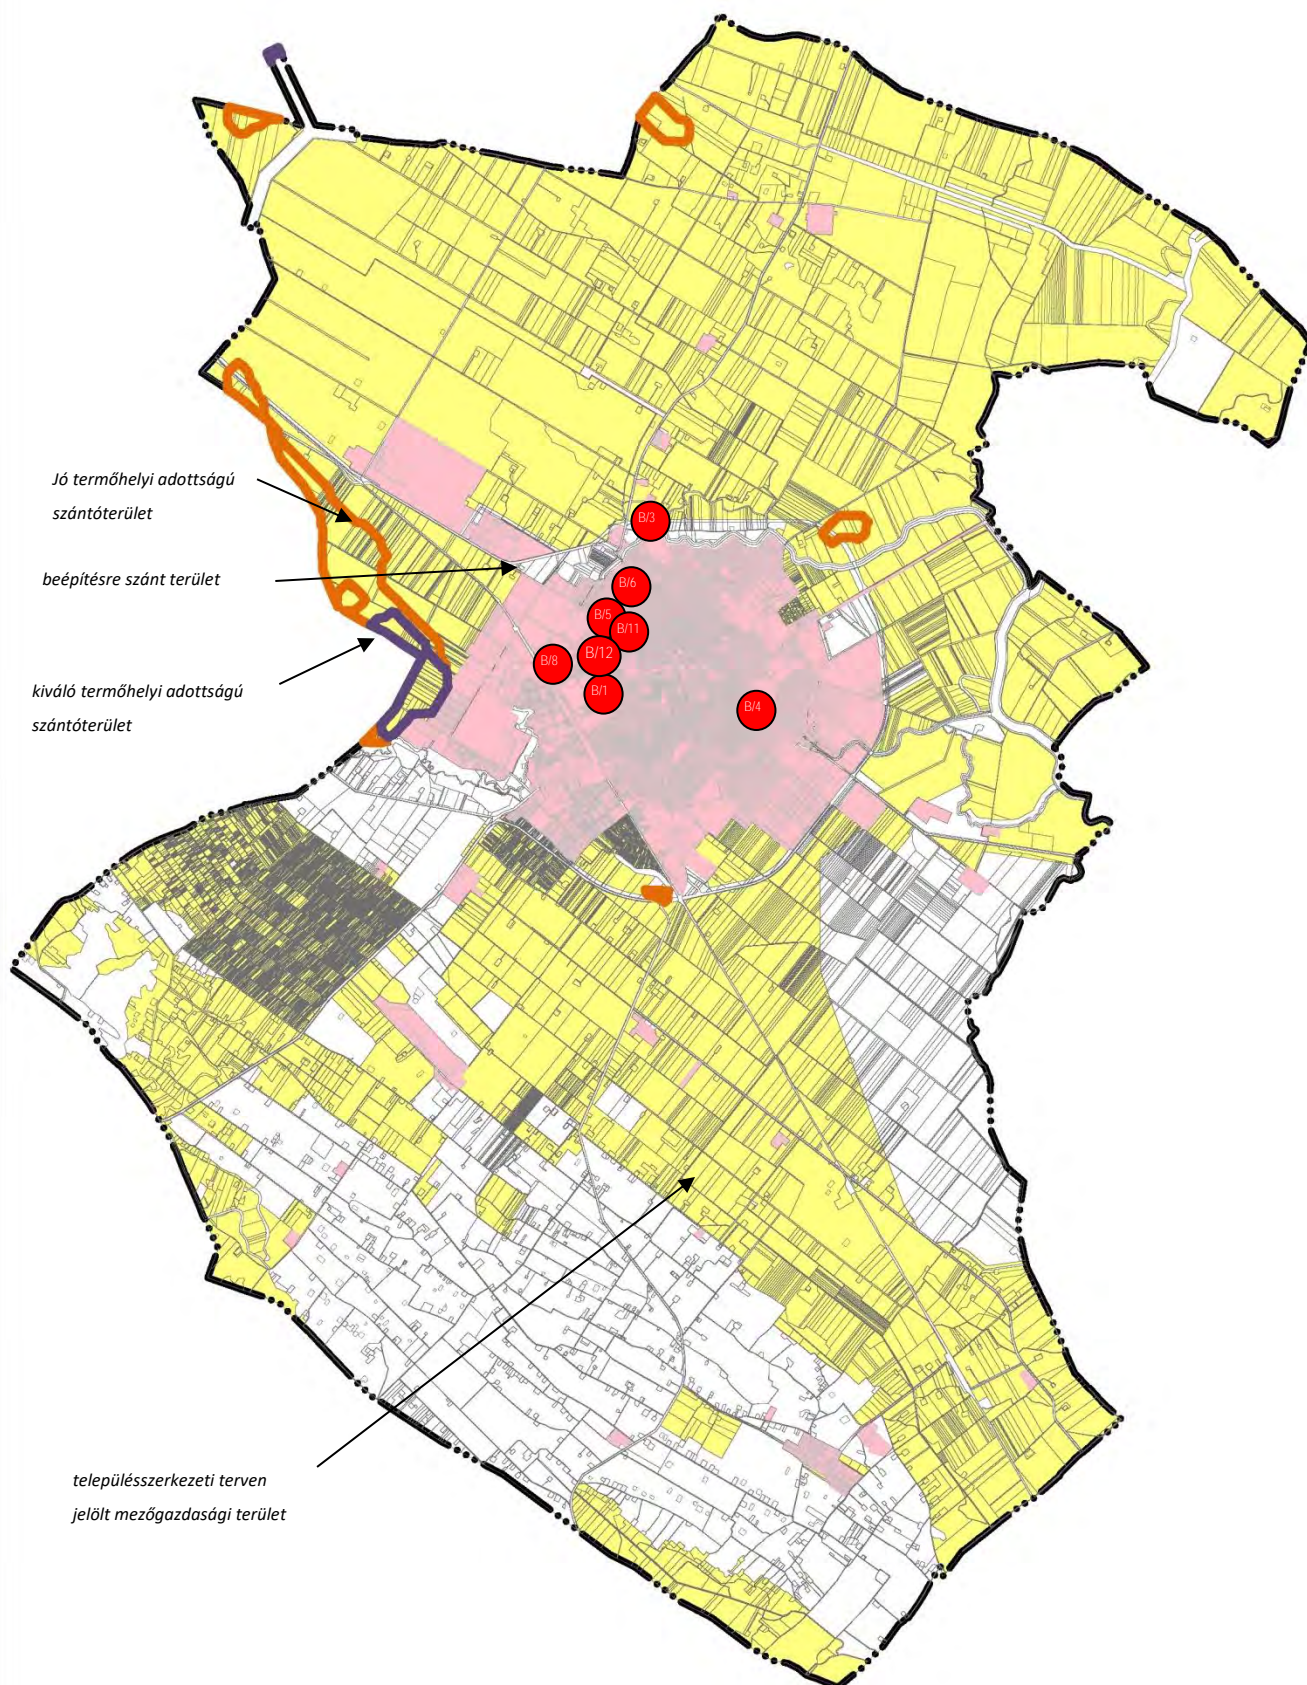 Jó termőhelyi adottságú
szántóterület
B/3
beépítésre szánt terület
B/6
B/5
B/11
B/12
B/8
kiváló termőhelyi adottságú
szántóterület
B/1
B/4
településszerkezeti terven
jelölt mezőgazdasági terület